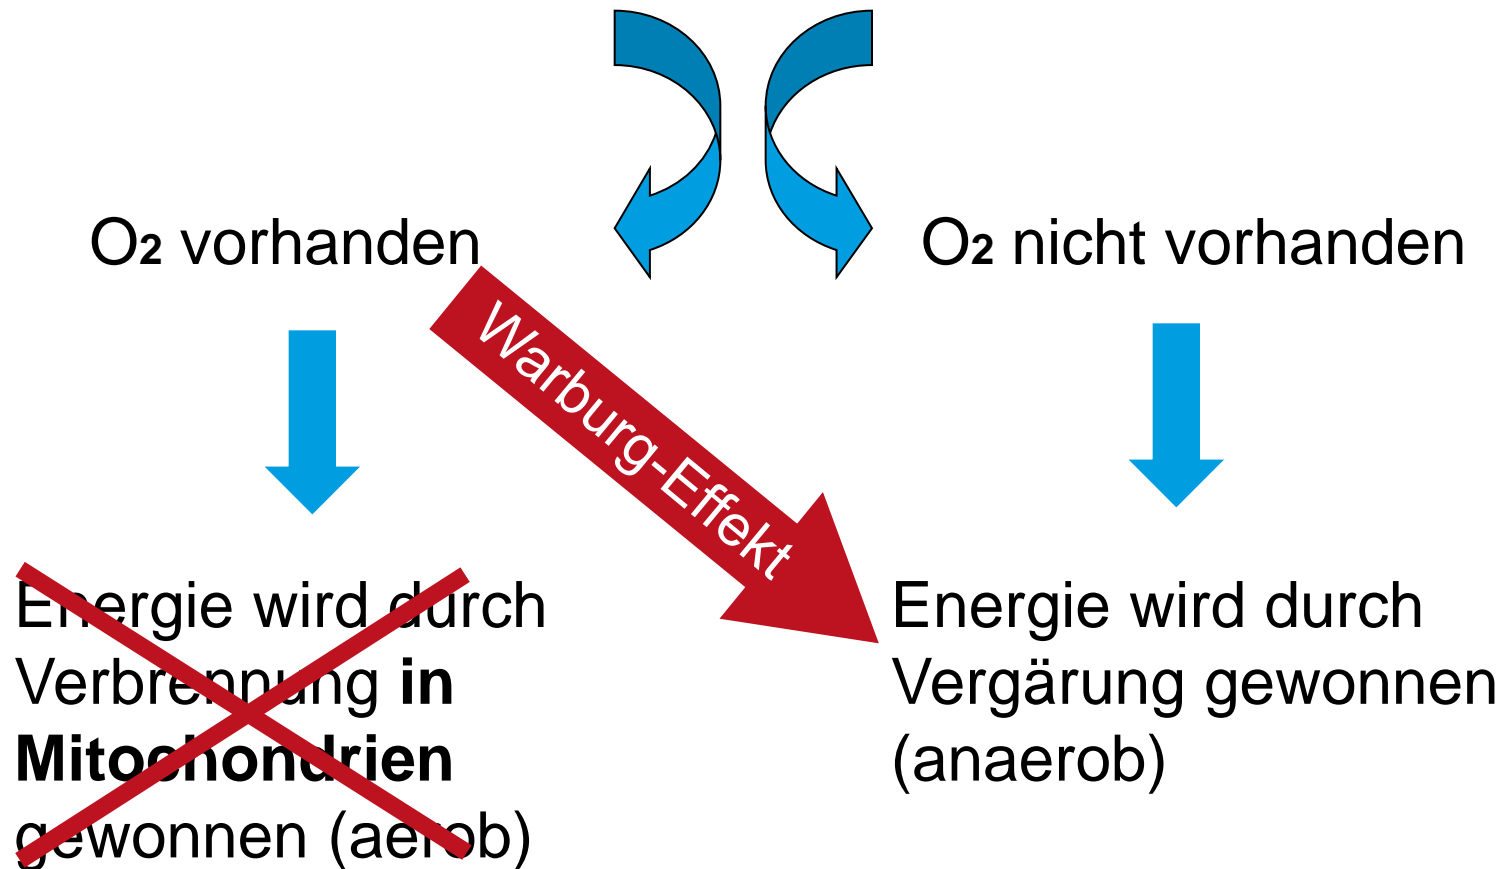 O2 vorhanden
O2 nicht vorhanden
Warburg-Effekt
Energie wird durch
Verbrennung in
Mitochondrien
gewonnen (aerob)
Energie wird durch
Vergärung gewonnen
(anaerob)